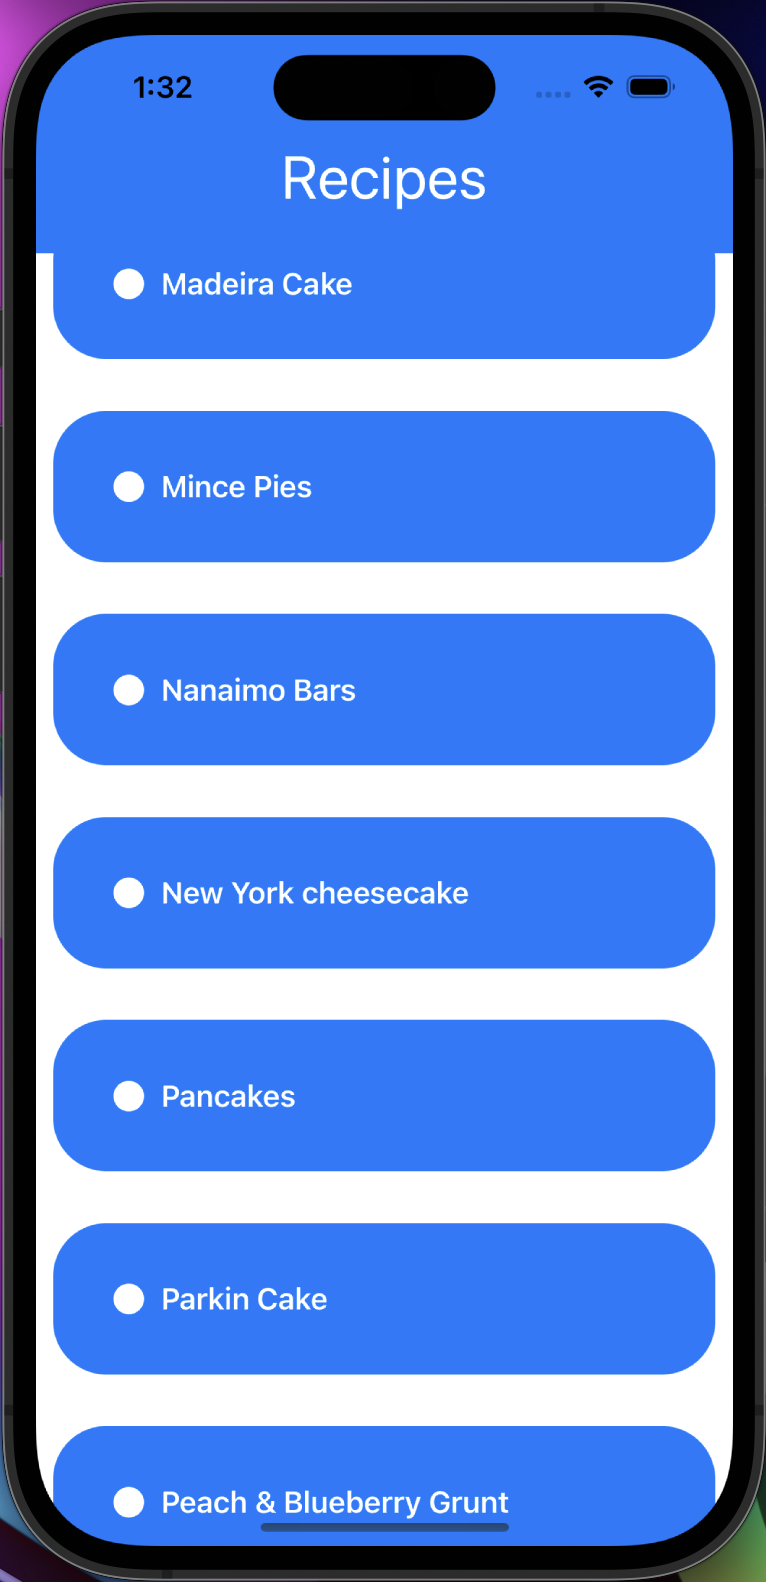 1:32
Recipes
Madeira Cake
Mince Pies
Nanaimo Bars
New York cheesecake
Pancakes
Parkin Cake
Peach & Blueberry Grunt